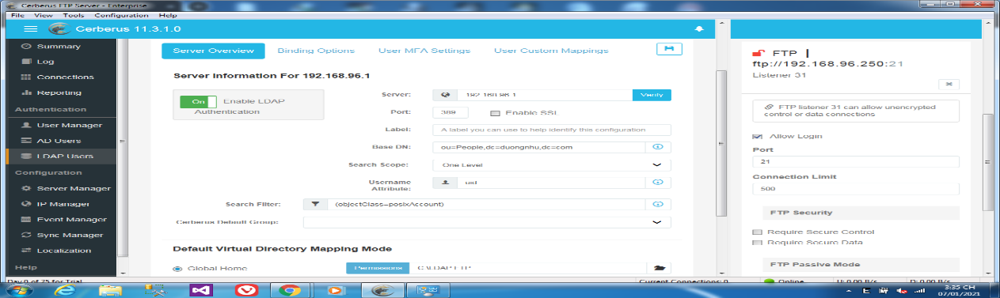 Cerberus FTP Server - Enterprise
File View Tools Configuration Help
Cerberus 11.3.1.0
Summary
Log
Connections
Reporting
Authentication
User Manager
AD Users
LDAP Users
Configuration
Server Manager
IP Manager
Event Manager
Sync Manager
Localization
Help
Server Overview Binding Options User MFA Settings User Custom Mappings
Server Information For 192.168.96.1
On Enable LDAP Authentication
Server: 192.168.96.1 Verify
Port: 389 Enable SSL
Label: A label you can use to help identify this configuration
Base DN: ou=People,dc=duongnhu,dc=com
Search Scope: One Level
Username Attribute: uid
Search Filter: (objectClass=posixAccount)
Cerberus Default Group:
Default Virtual Directory Mapping Mode
Global Home Permissions C:\LDAP FTP
FTP |
ftp://192.168.96.250:21
Listener 31
FTP listener 31 can allow unencrypted
control or data connections
Allow Login
Port
21
Connection Limit
500
FTP Security
Require Secure Control
Require Secure Data
FTP Passive Mode
Day 0 of 25 for Trial
Current Connections: 0
Online
U: 0.00 B/s
D: 0.00 B/s
E
3:35 CH
07/01/2021